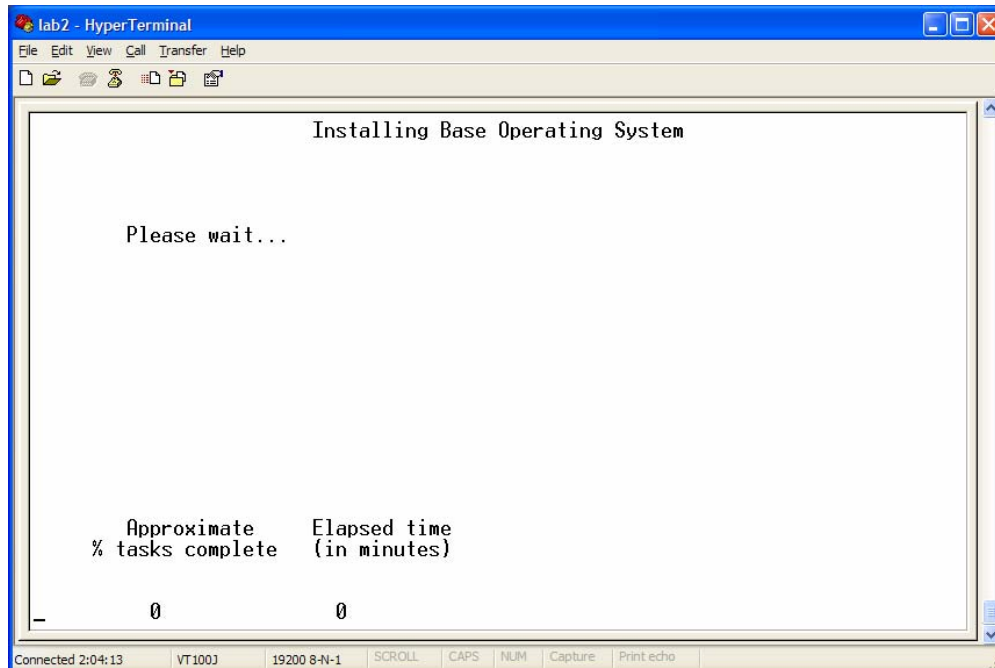 lab2 - HyperTerminal
File Edit View Call Transfer Help
Installing Base Operating System
Please wait...
Approximate Elapsed time
% tasks complete (in minutes)
0 0
Connected 2:04:13 VT100J 19200 8-N-1 SCROLL CAPS NUM Capture Print echo